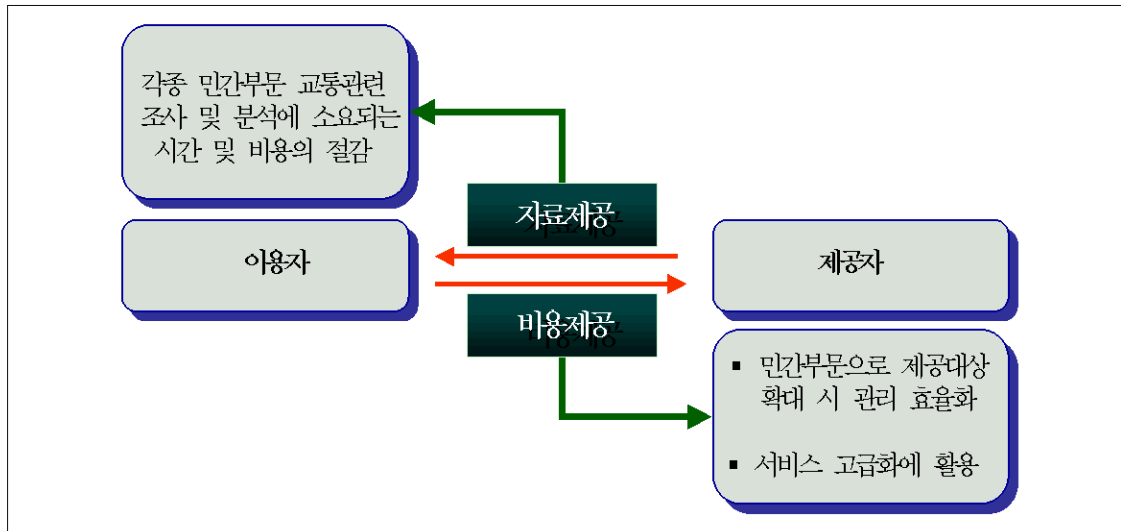 각종 민간부문 교통관련
조사 및 분석에 소요되는
시간 및 비용의 절감
자료제공
이용자
제공자
비용제공
▪ 민간부문으로 제공대상
확대 시 관리 효율화
▪ 서비스 고급화에 활용